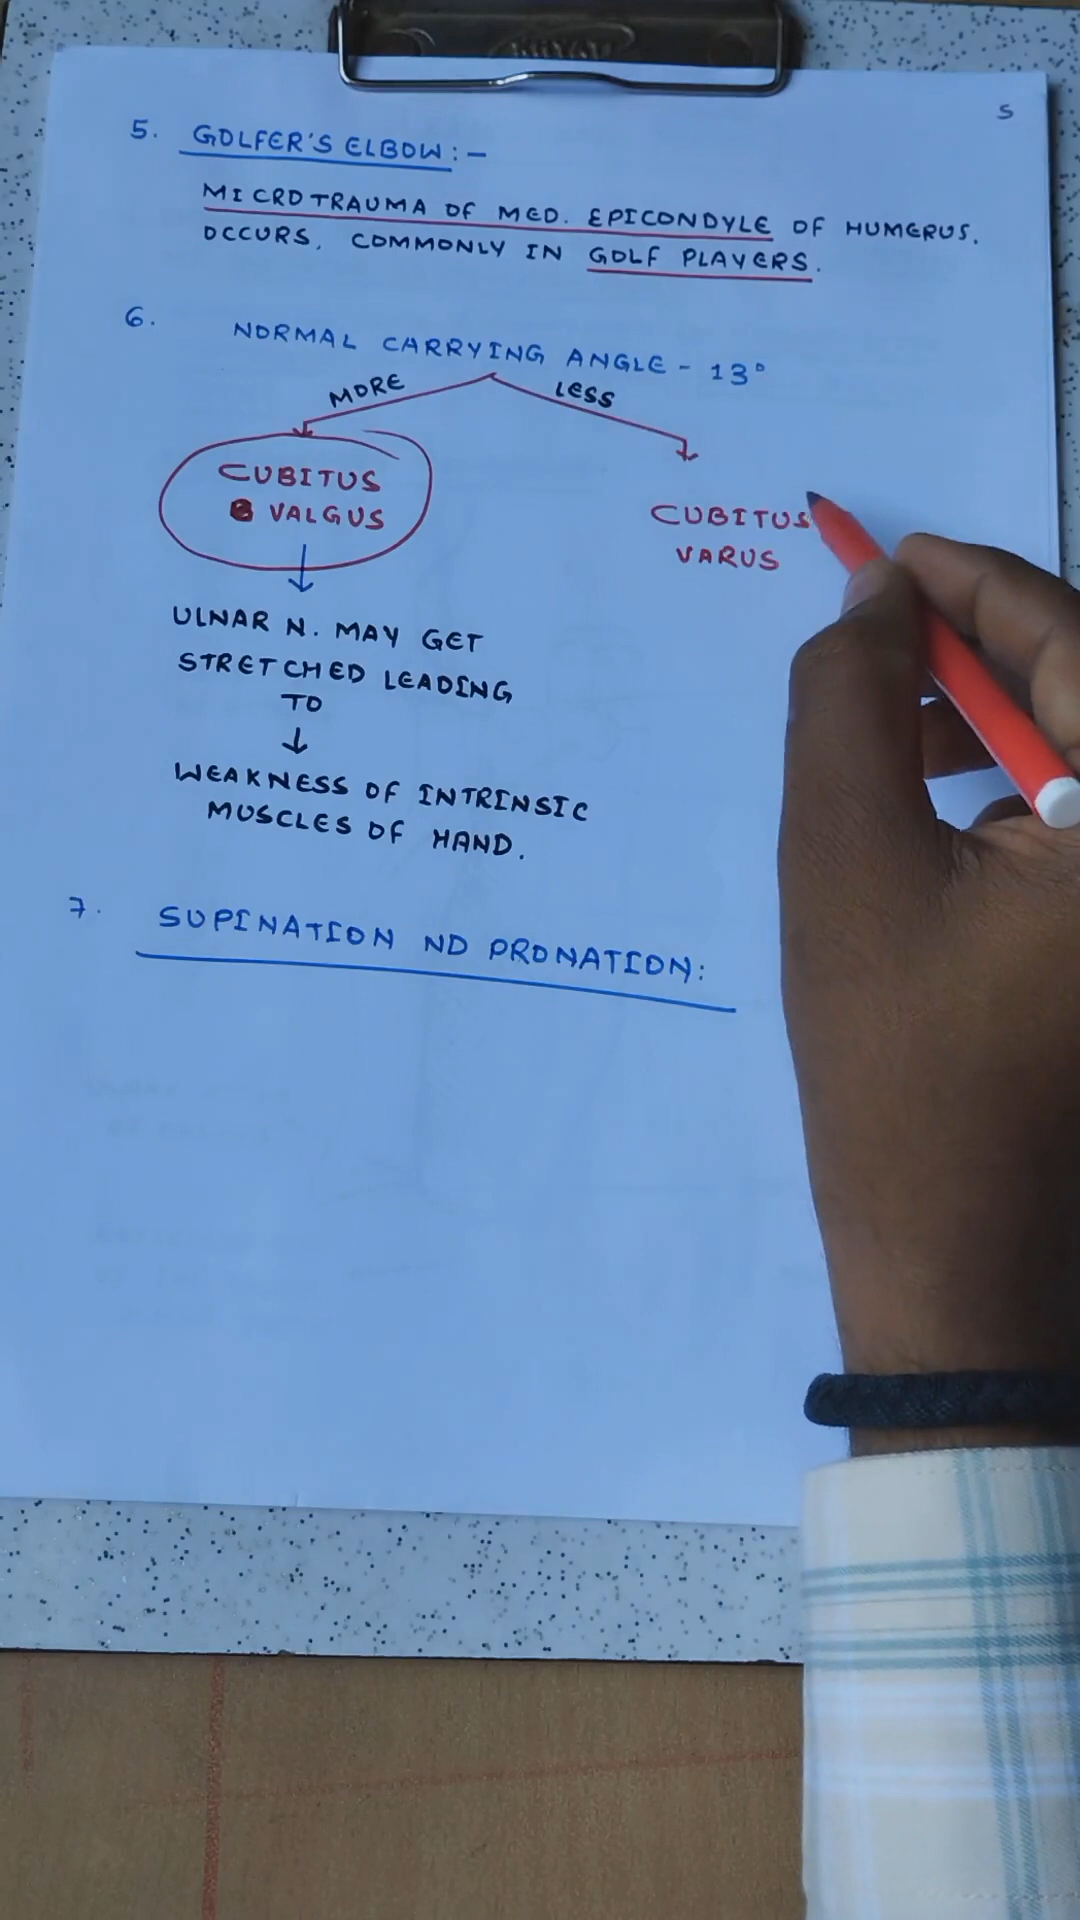 5
5. GOLFER'S ELBOW:-
MICROTRAUMA OF MED. EPICONDYLE OF HUMERUS.
OCCURS, COMMONLY IN GOLF PLAYERS.
6. NORMAL CARRYING ANGLE - 13°
MORE
LESS
CUBITUS
VALGUS
CUBITUS
VARUS
ULNAR N. MAY GET
STRETCHED LEADING
TO
↓
WEAKNESS OF INTRINSIC
MUSCLES OF HAND.
7. SUPINATION ND PRONATION: